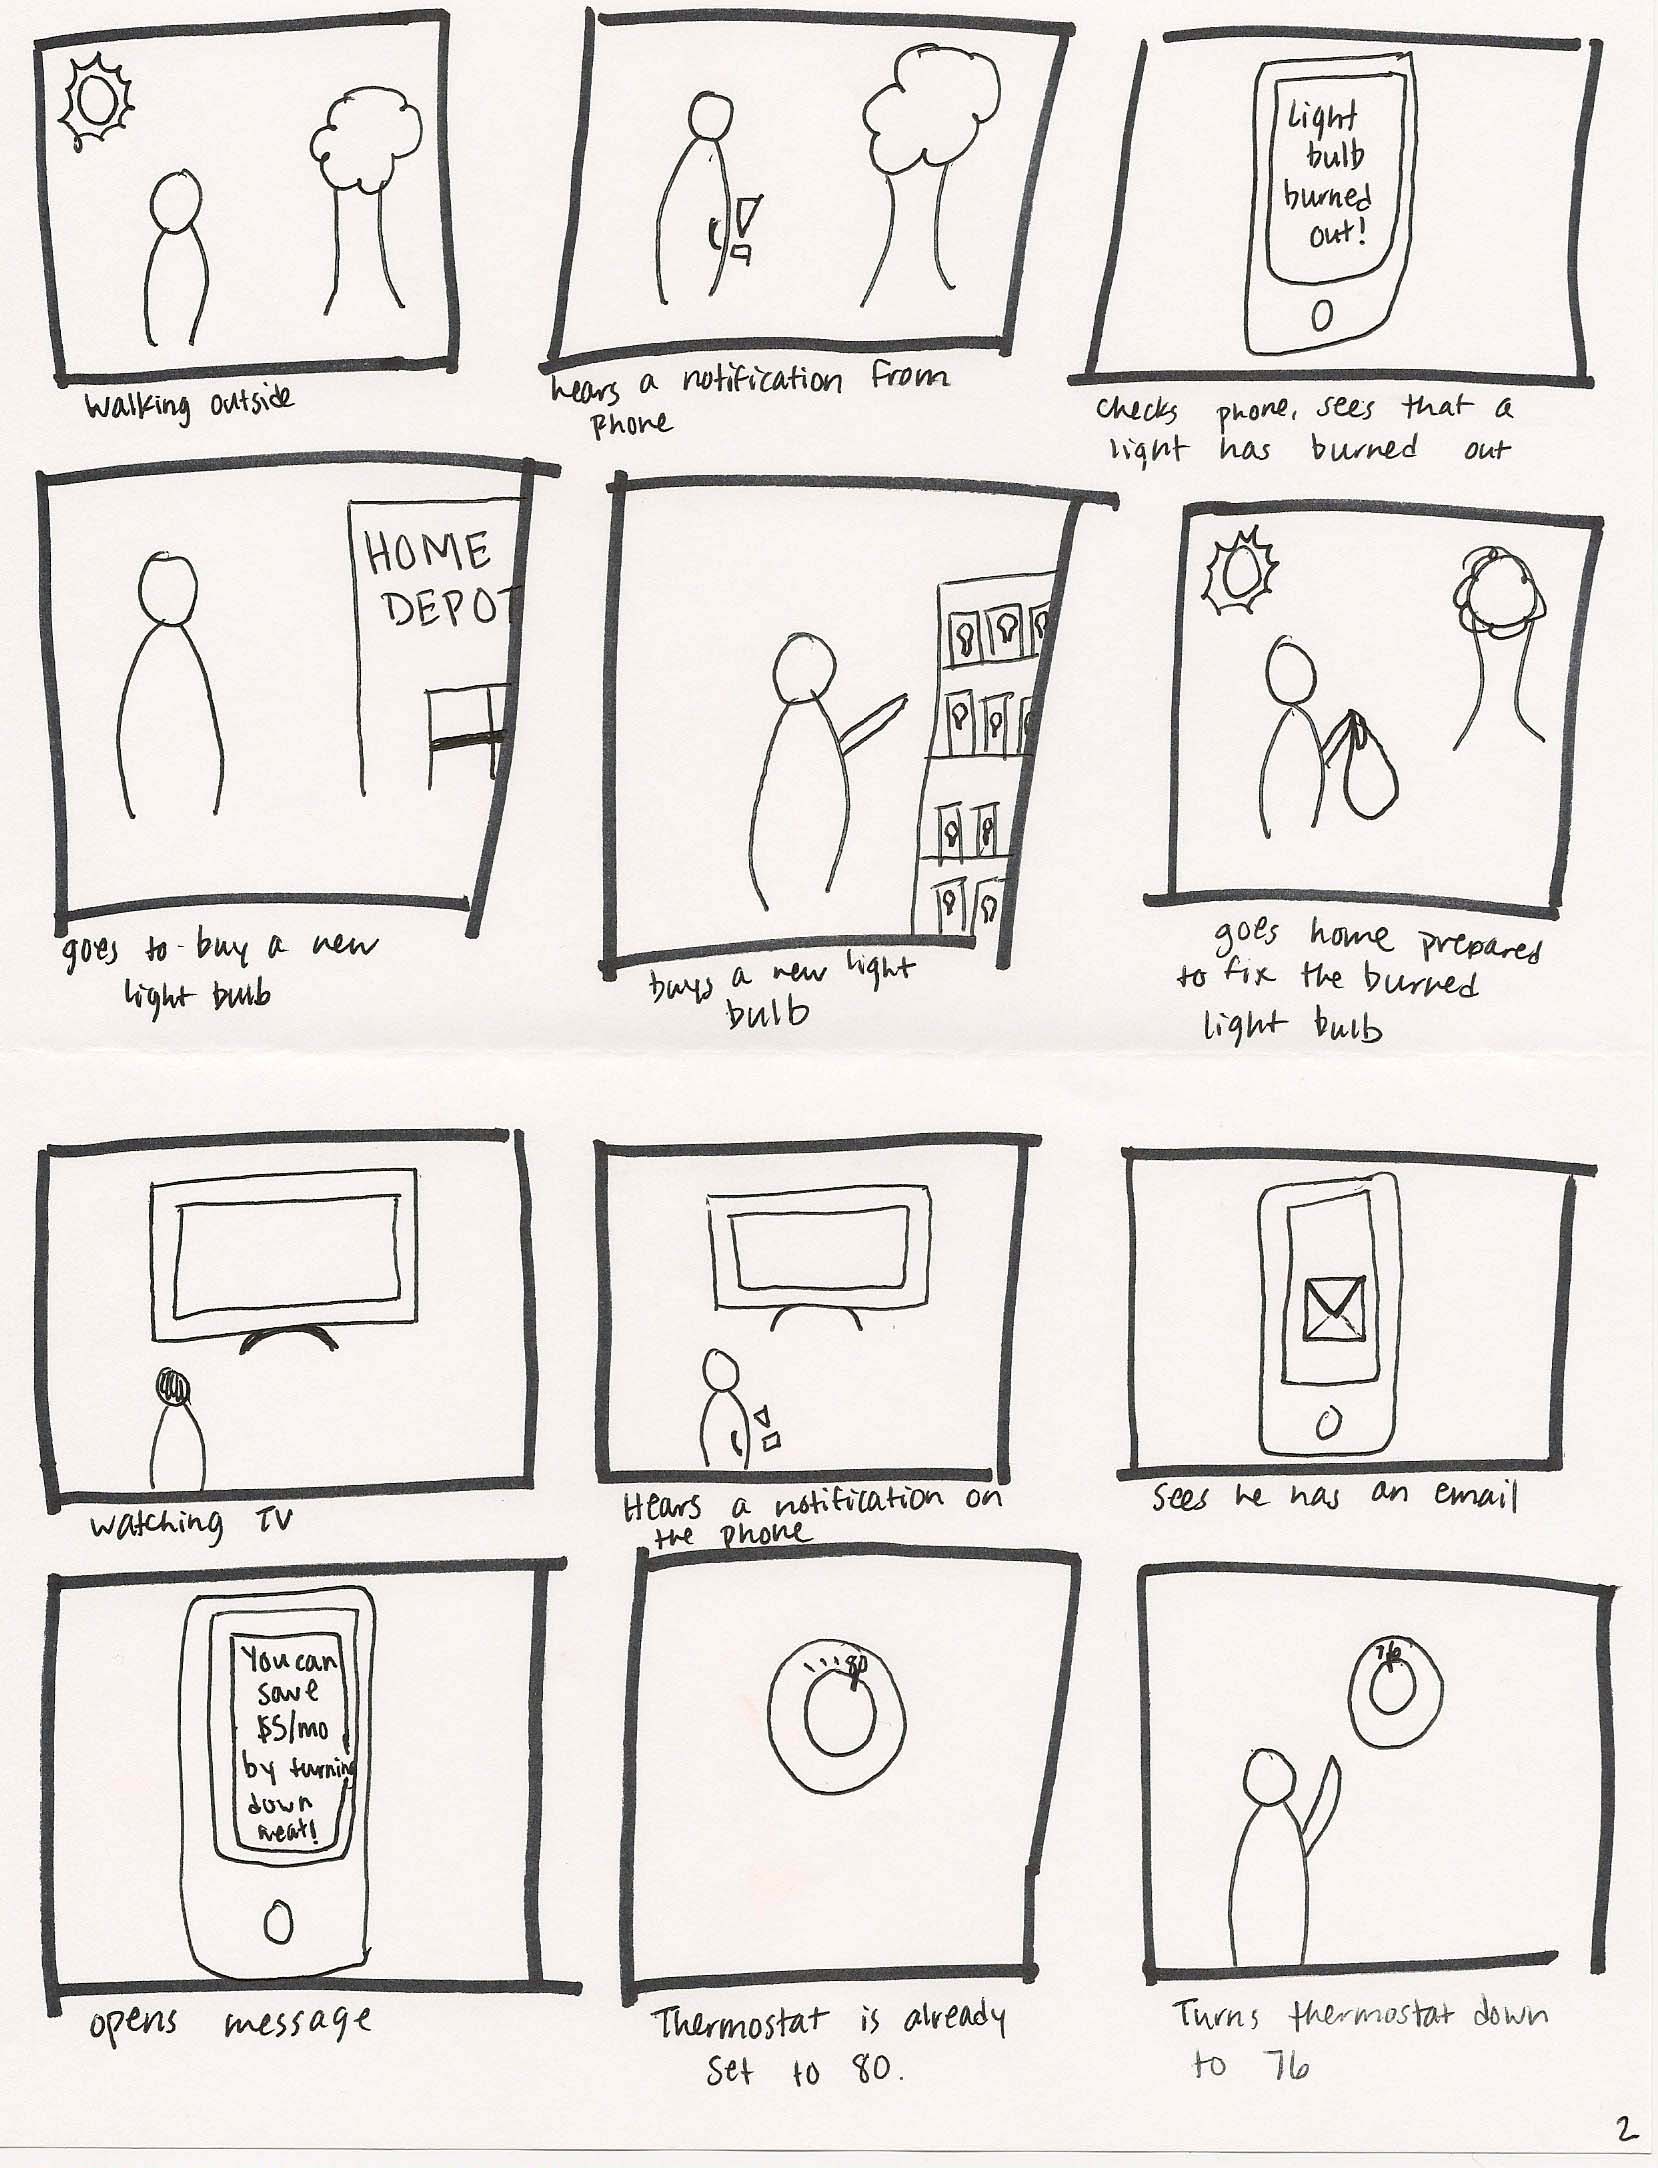 Light
bulb
burned
out!
Walking outside
hears a notification from
phone
checks phone, sees that a
light has burned out
HOME
DEPOT
goes to buy a new
light bulb
buys a new light
bulb
goes home prepared
to fix the burned
light bulb
watching TV
Hears a notification on
the phone
Sees he has an email
You can
save
$5/mo
by turning
down
heat!
80
76
opens message
Thermostat is already
set to 80.
Turns thermostat down
to 76
2